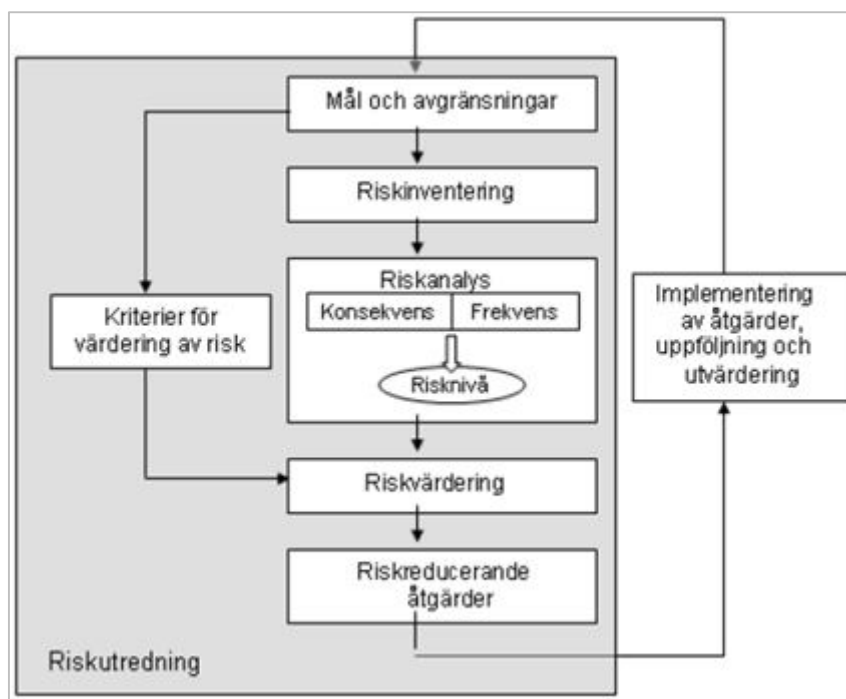 Mål och avgränsningar
Riskinventering
Riskanalys
Konsekvens
Frekvens
Risknivå
Kriterier för
värdering av risk
Riskvärdering
Riskreducerande
åtgärder
Riskutredning
Implementering
av åtgärder,
uppföljning och
utvärdering